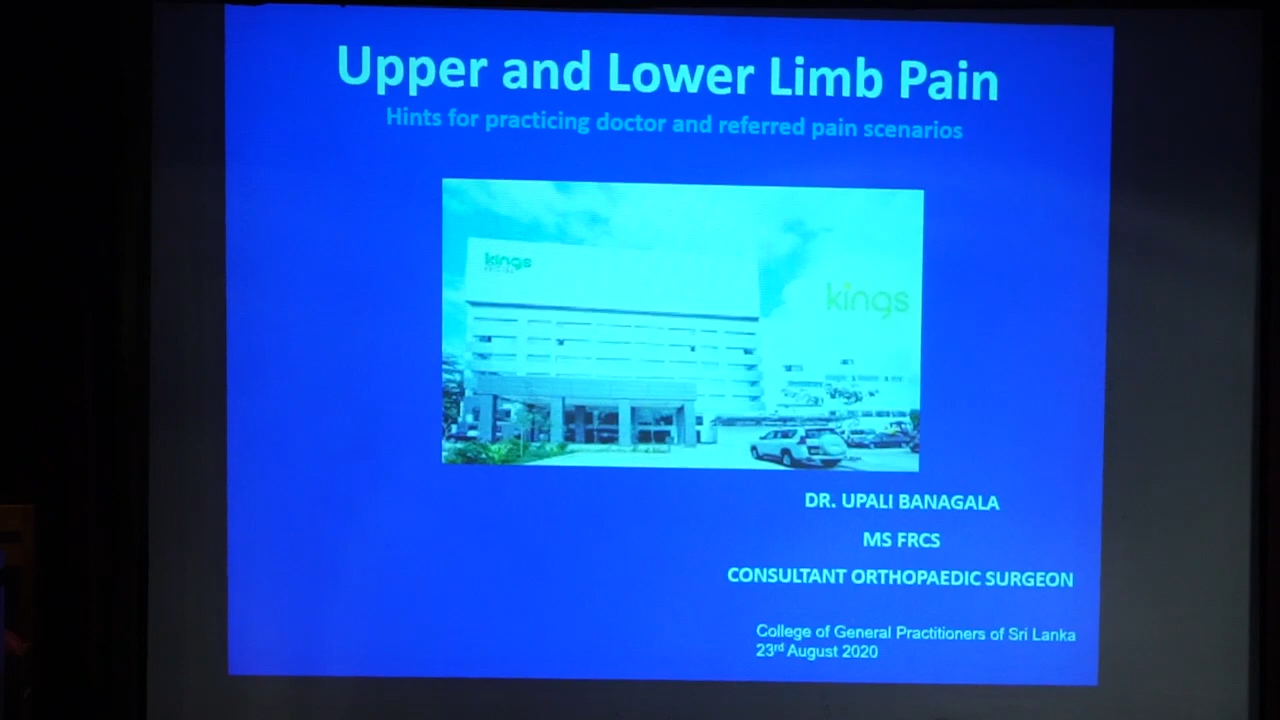 Upper and Lower Limb Pain
Hints for practicing doctor and referred pain scenarios
kings
kings
DR. UPALI BANAGALA
MS FRCS
CONSULTANT ORTHOPAEDIC SURGEON
College of General Practitioners of Sri Lanka
23rd August 2020